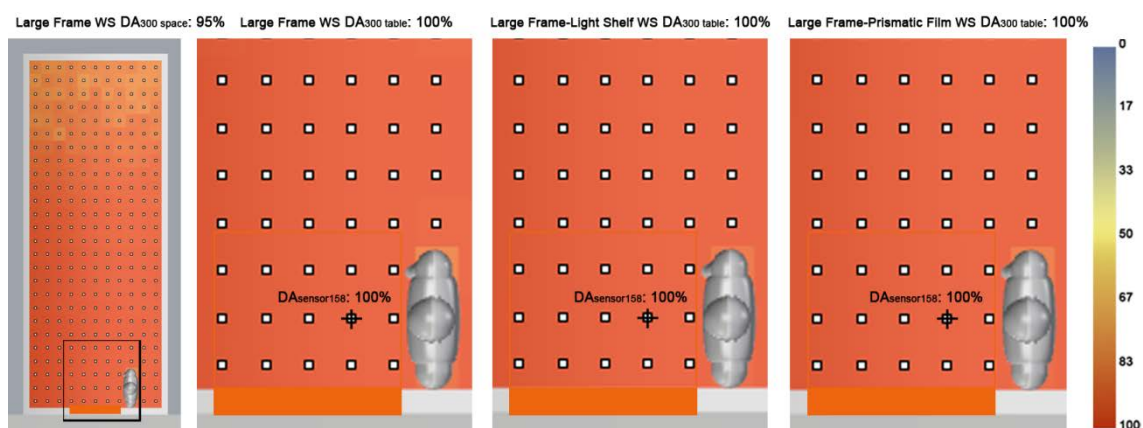 Large Frame WS DA300 space: 95%
Large Frame WS DA300 table: 100%
Large Frame-Light Shelf WS DA300 table: 100%
Large Frame-Prismatic Film WS DA300 table: 100%
DAsensor158: 100%
DAsensor158: 100%
DAsensor158: 100%
0
17
33
50
67
83
100